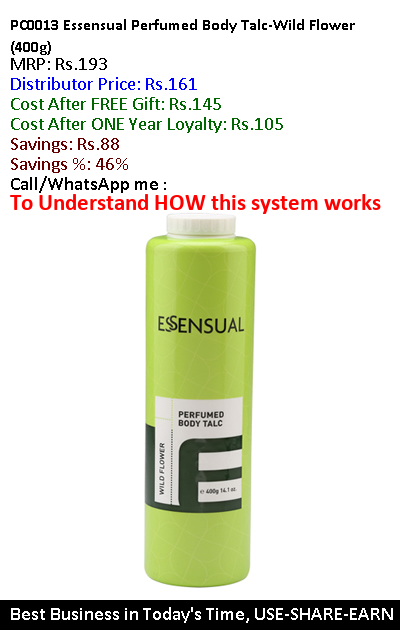 PC0013 Essensual Perfumed Body Talc-Wild Flower
(400g)
MRP: Rs.193
Distributor Price: Rs.161
Cost After FREE Gift: Rs.145
Cost After ONE Year Loyalty: Rs.105
Savings: Rs.88
Savings %: 46%
Call/WhatsApp me :
To Understand HOW this system works
ESSENSUAL
PERFUMED
BODY TALC
WILD FLOWER
e 400g 14.1 oz.
Best Business in Today's Time, USE-SHARE-EARN